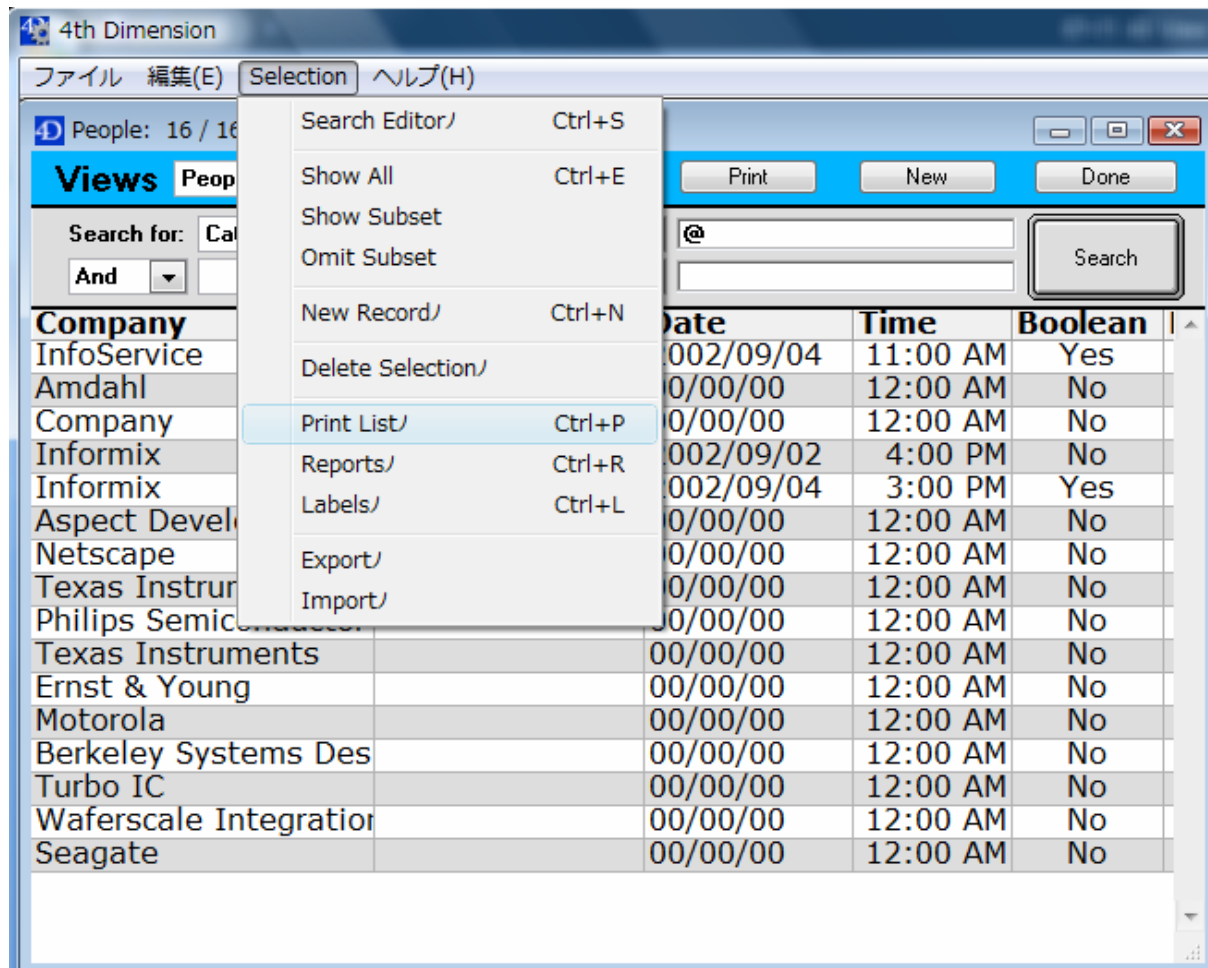 4th Dimension
ファイル 編集(E) Selection ヘルプ(H)
People: 16 / 16
Views Peop Print New Done
Search for: Cal @ Search
And
Search Editorﾉ Ctrl+S
Show All Ctrl+E
Show Subset
Omit Subset
New Recordﾉ Ctrl+N
Delete Selectionﾉ
Print Listﾉ Ctrl+P
Reportsﾉ Ctrl+R
Labelsﾉ Ctrl+L
Exportﾉ
Importﾉ
Company Date Time Boolean
InfoService 2002/09/04 11:00 AM Yes
Amdahl 00/00/00 12:00 AM No
Company 00/00/00 12:00 AM No
Informix 2002/09/02 4:00 PM No
Informix 2002/09/04 3:00 PM Yes
Aspect Devel 00/00/00 12:00 AM No
Netscape 00/00/00 12:00 AM No
Texas Instrum 00/00/00 12:00 AM No
Philips Semiconductor 00/00/00 12:00 AM No
Texas Instruments 00/00/00 12:00 AM No
Ernst & Young 00/00/00 12:00 AM No
Motorola 00/00/00 12:00 AM No
Berkeley Systems Des 00/00/00 12:00 AM No
Turbo IC 00/00/00 12:00 AM No
Waferscale Integration 00/00/00 12:00 AM No
Seagate 00/00/00 12:00 AM No